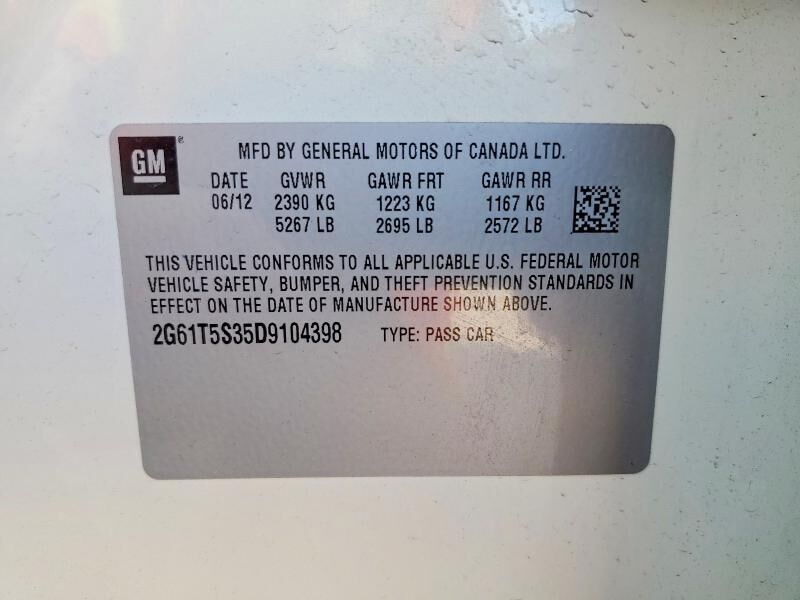 GM®
MFD BY GENERAL MOTORS OF CANADA LTD.
DATE GVWR GAWR FRT GAWR RR
06/12 2390 KG 1223 KG 1167 KG
5267 LB 2695 LB 2572 LB
THIS VEHICLE CONFORMS TO ALL APPLICABLE U.S. FEDERAL MOTOR
VEHICLE SAFETY, BUMPER, AND THEFT PREVENTION STANDARDS IN
EFFECT ON THE DATE OF MANUFACTURE SHOWN ABOVE.
2G61T5S35D9104398 TYPE: PASS CAR